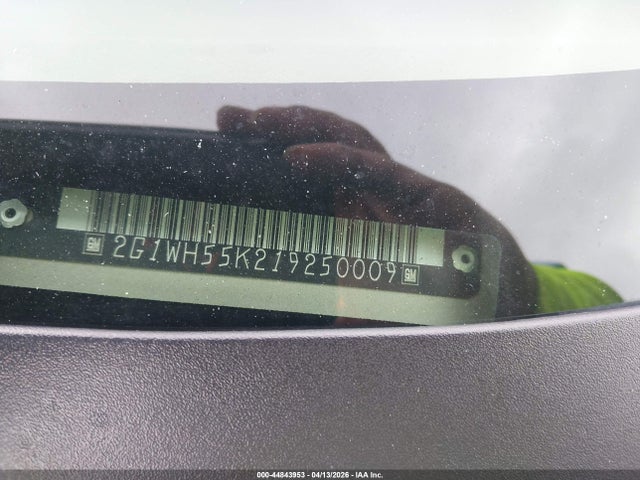 GM 2G1WH55K219250009 GM
000-44843953 - 04/13/2026 - IAA Inc.